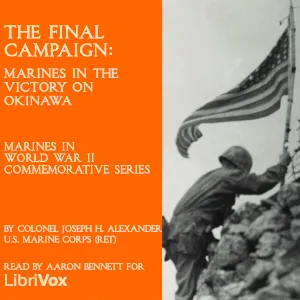 THE FINAL
CAMPAIGN:
MARINES IN THE
VICTORY ON
OKINAWA
MARINES IN
WORLD WAR II
COMMEMORATIVE SERIES
BY COLONEL JOSEPH H. ALEXANDER
U.S. MARINE CORPS (RET)
READ BY AARON BENNETT FOR
LibriVox